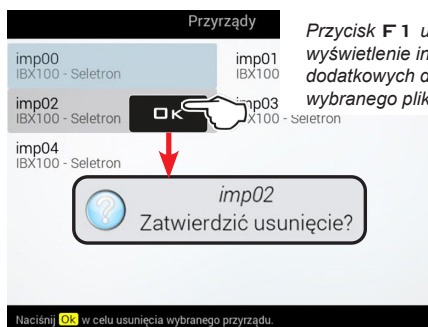 Przyrządy
Przycisk F1 u
wyświetlenie in
dodatkowych d
wybranego plik
imp00
IBX100 - Seletron
imp01
IBX100
imp02
IBX100 - Seletron
OK
imp03
IBX100 - Seletron
imp04
IBX100 - Seletron
imp02
Zatwierdzić usunięcie?
Naciśnij Ok w celu usunięcia wybranego przyrządu.